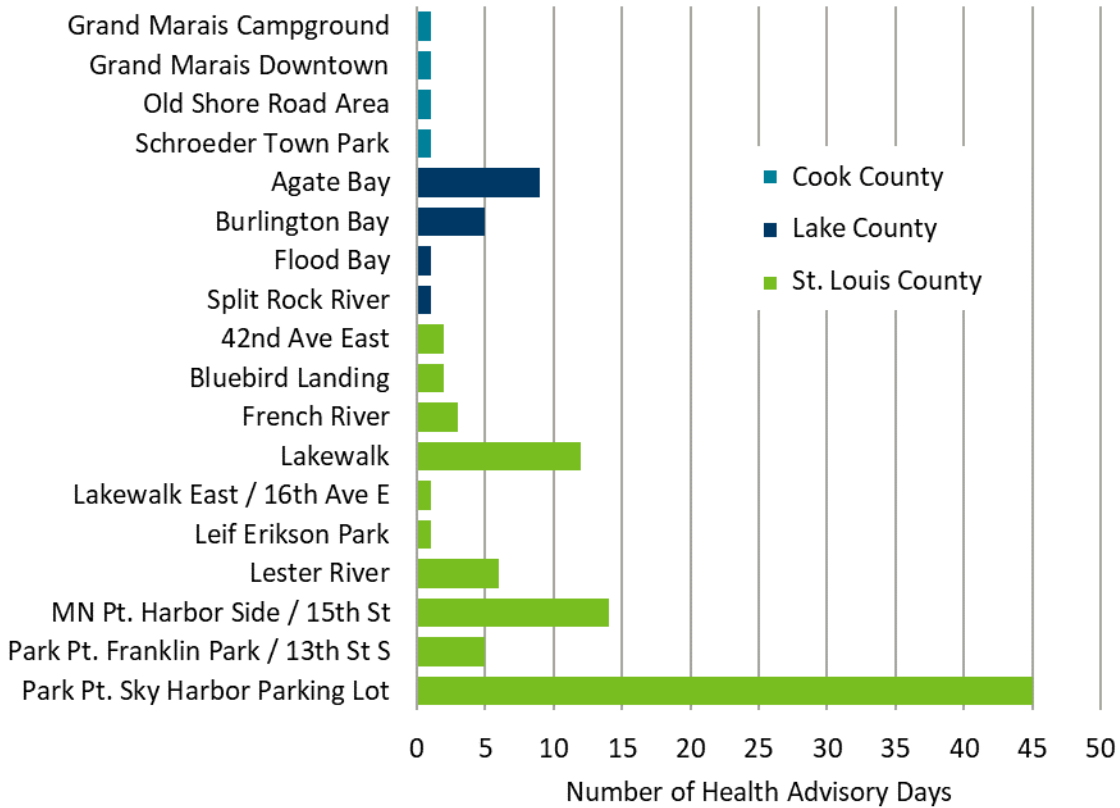 Grand Marais Campground
Grand Marais Downtown
Old Shore Road Area
Schroeder Town Park
Agate Bay
Burlington Bay
Flood Bay
Split Rock River
42nd Ave East
Bluebird Landing
French River
Lakewalk
Lakewalk East / 16th Ave E
Leif Erikson Park
Lester River
MN Pt. Harbor Side / 15th St
Park Pt. Franklin Park / 13th St S
Park Pt. Sky Harbor Parking Lot
Cook County
Lake County
St. Louis County
0 5 10 15 20 25 30 35 40 45 50
Number of Health Advisory Days